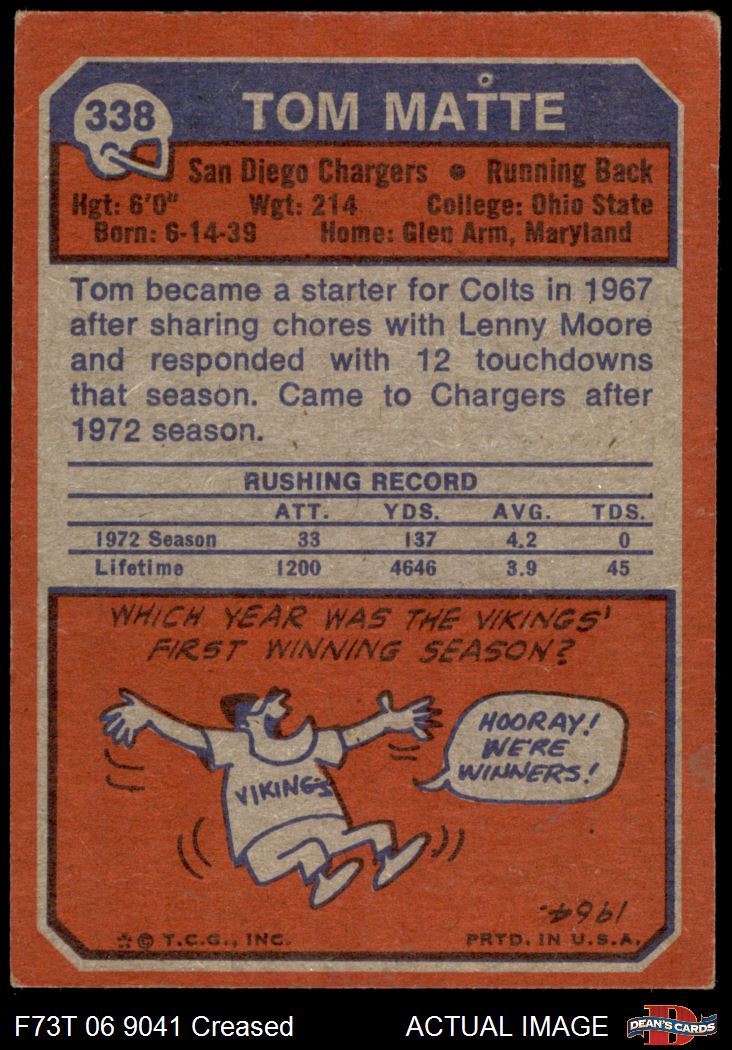 338
TOM MATTE
San Diego Chargers • Running Back
Hgt: 6'0" Wgt: 214 College: Ohio State
Born: 6-14-39 Home: Glen Arm, Maryland
Tom became a starter for Colts in 1967
after sharing chores with Lenny Moore
and responded with 12 touchdowns
that season. Came to Chargers after
1972 season.
RUSHING RECORD
ATT. YDS. AVG. TDS.
1972 Season 33 137 4.2 0
Lifetime 1200 4646 3.9 45
WHICH YEAR WAS THE VIKINGS'
FIRST WINNING SEASON?
HOORAY!
WE'RE
WINNERS!
VIKINGS
1964.
☆ © T.C.G., INC. PRTD. IN U.S.A.
F73T 06 9041 Creased ACTUAL IMAGE
D
DEAN'S CARDS